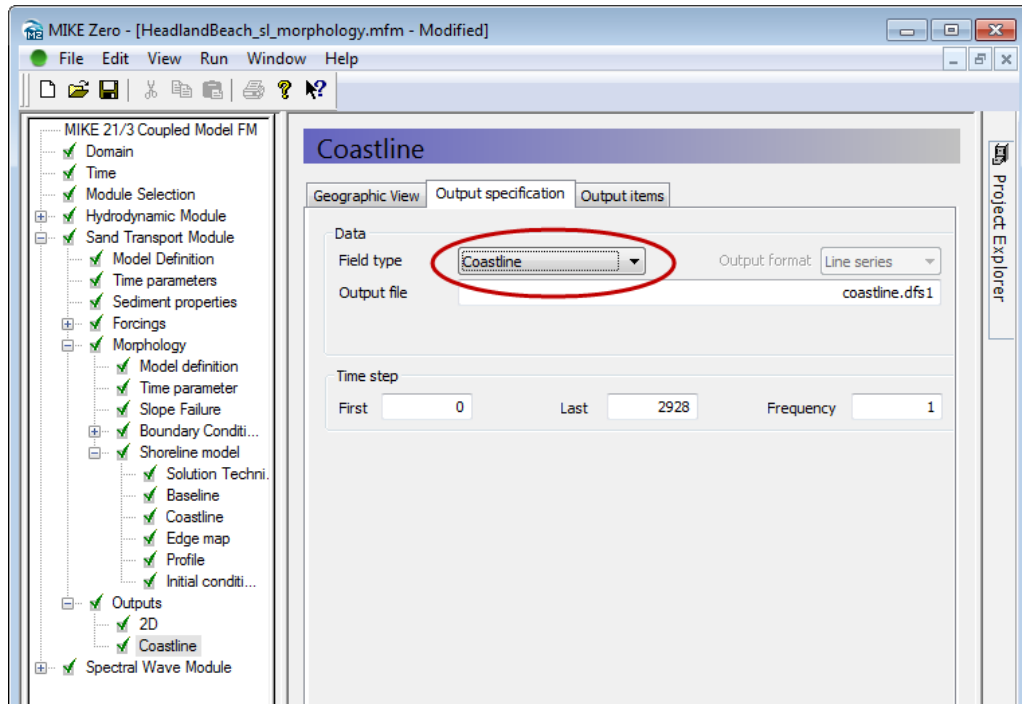 MIKE Zero - [HeadlandBeach_sl_morphology.mfm - Modified]
File Edit View Run Window Help
MIKE 21/3 Coupled Model FM
Domain
Time
Module Selection
Hydrodynamic Module
Sand Transport Module
Model Definition
Time parameters
Sediment properties
Forcings
Morphology
Model definition
Time parameter
Slope Failure
Boundary Conditi...
Shoreline model
Solution Techni.
Baseline
Coastline
Edge map
Profile
Initial conditi...
Outputs
2D
Coastline
Spectral Wave Module
Coastline
Geographic View Output specification Output items
Data
Field type Coastline Output format Line series
Output file coastline.dfs1
Time step
First 0 Last 2928 Frequency 1
Project Explorer